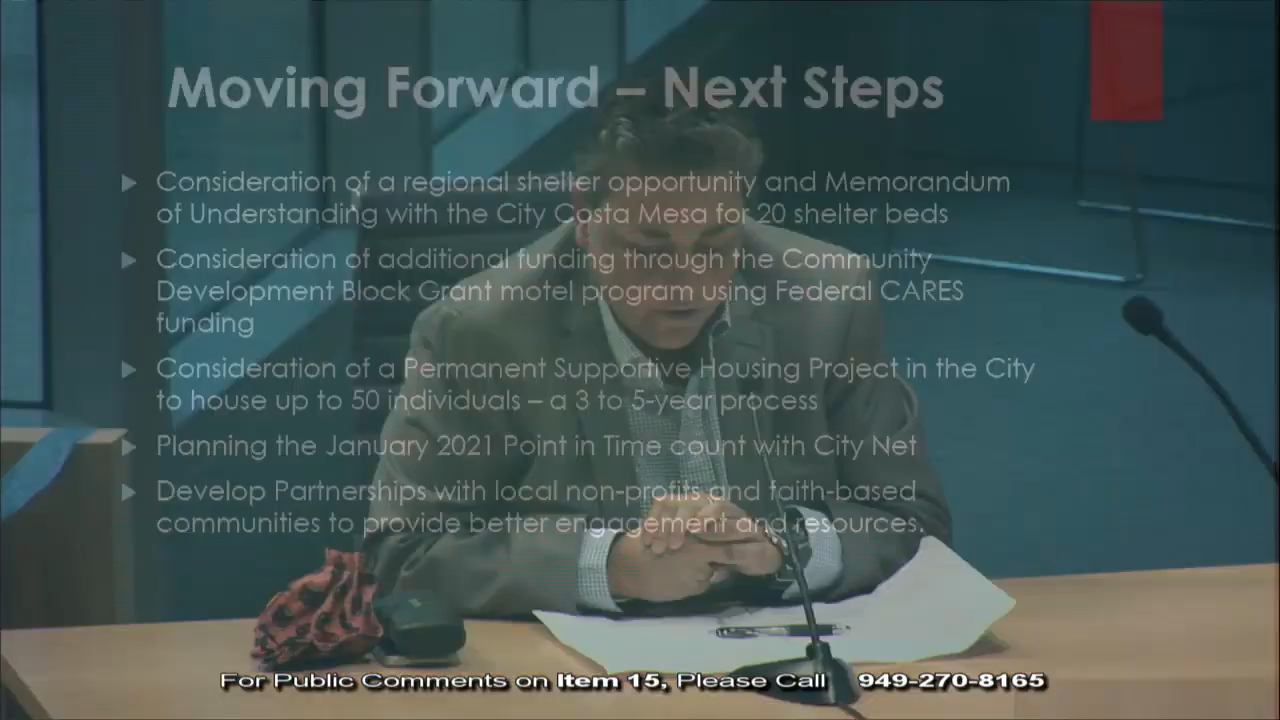 Moving Forward – Next Steps
Consideration of a regional shelter opportunity and Memorandum
of Understanding with the City Costa Mesa for 20 shelter beds
Consideration of additional funding through the Community
Development Block Grant motel program using Federal CARES
funding
Consideration of a Permanent Supportive Housing Project in the City
to house up to 50 individuals – a 3 to 5-year process
Planning the January 2021 Point in Time count with City Net
Develop Partnerships with local non-profits and faith-based
communities to provide better engagement and resources.
For Public Comments on Item 15, Please Call 949-270-8165